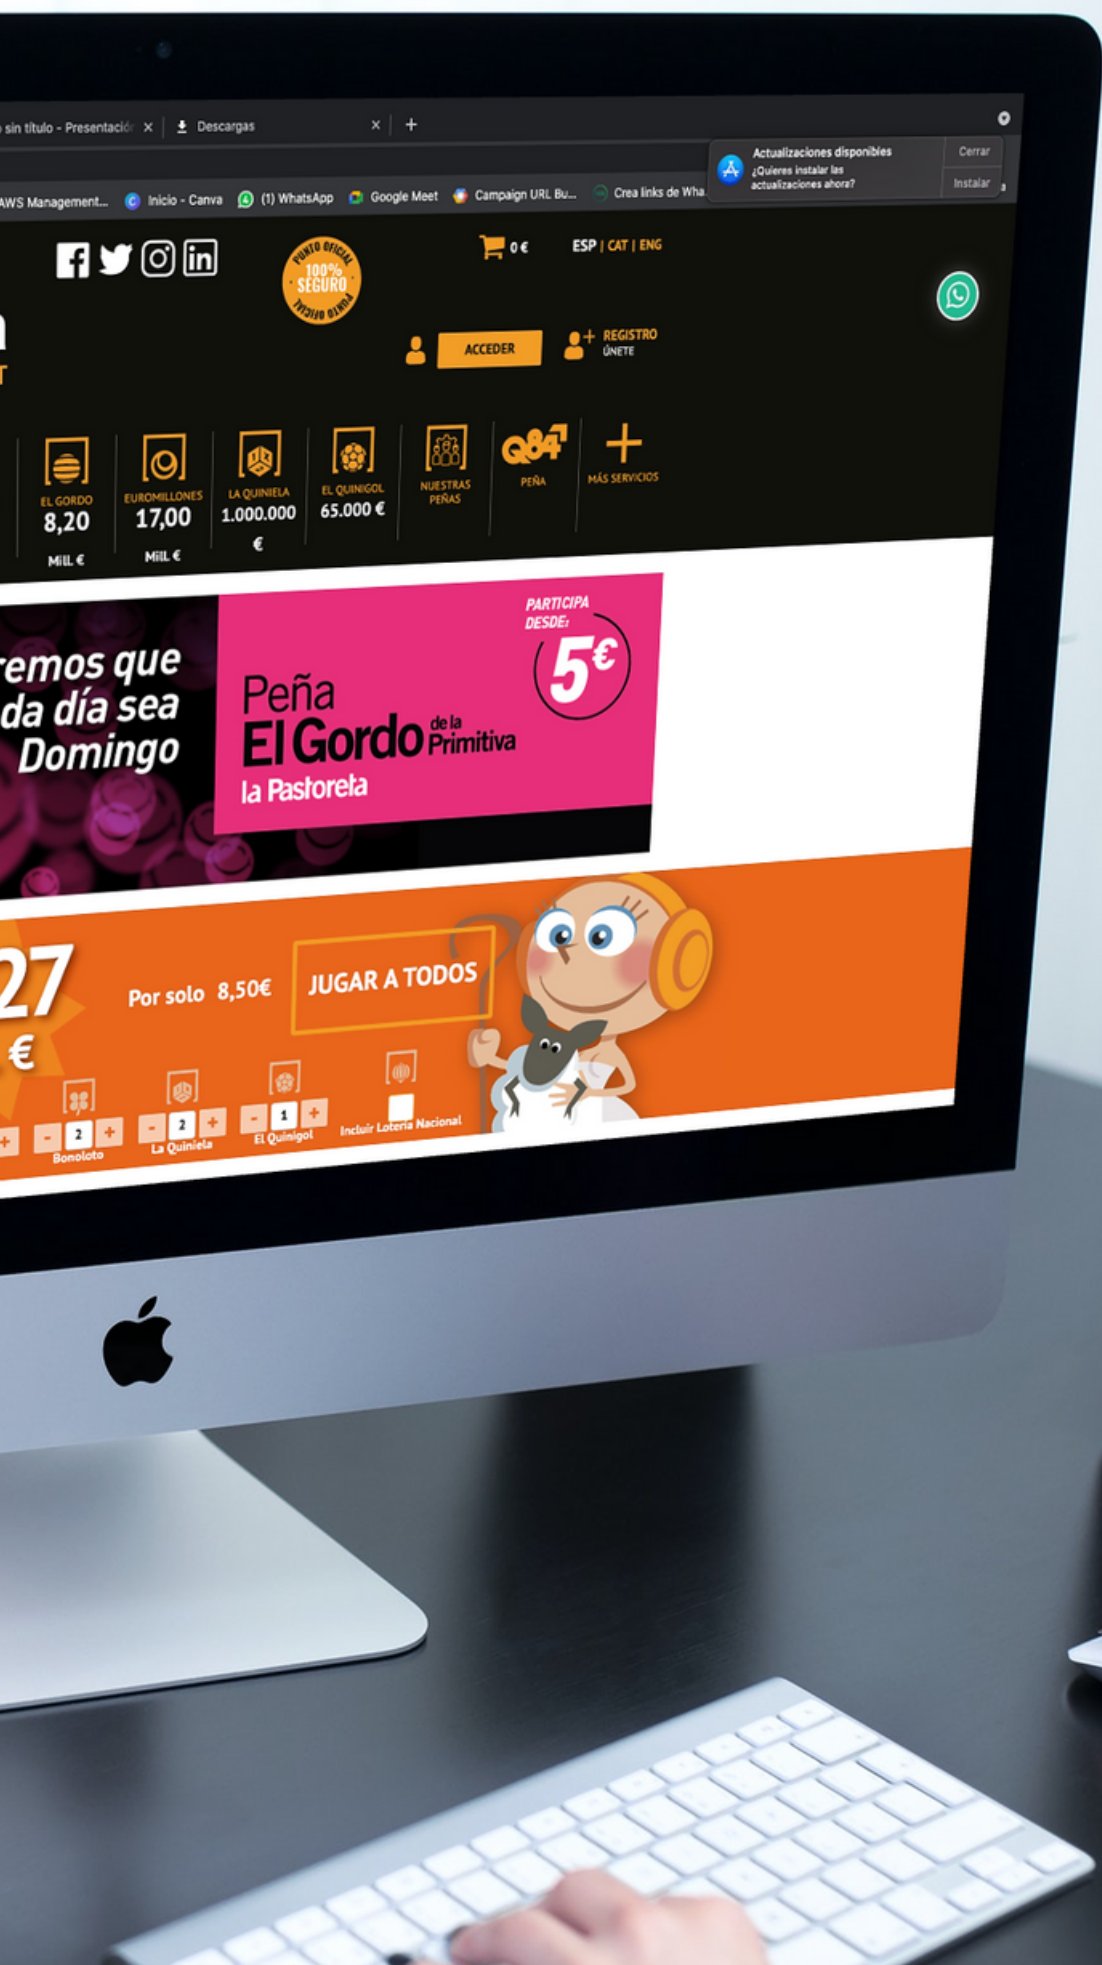 sin título - Presentación
Descargas
Actualizaciones disponibles
¿Quieres instalar las
actualizaciones ahora?
Cerrar
Instalar
AWS Management...
Inicio - Canva
(1) WhatsApp
Google Meet
Campaign URL Bu...
Crea links de Wha
a
PUNTO OFICIAL
100%
SEGURO
PUNTO OFICIAL
0 €
ESP | CAT | ENG
a
T
ACCEDER
REGISTRO
ÚNETE
EL GORDO
8,20
Mill. €
EUROMILLONES
17,00
Mill. €
LA QUINIELA
1.000.000
€
EL QUINIGOL
65.000 €
NUESTRAS
PEÑAS
Q84
PEÑA
MÁS SERVICIOS
remos que
da día sea
Domingo
PARTICIPA
DESDE:
5€
Peña
El Gordo de la Primitiva
la Pastoreta
27
€
Por solo 8,50€
JUGAR A TODOS
+
- 2 +
Bonoloto
- 2 +
La Quiniela
- 1 +
El Quinigol
Incluir Lotería Nacional